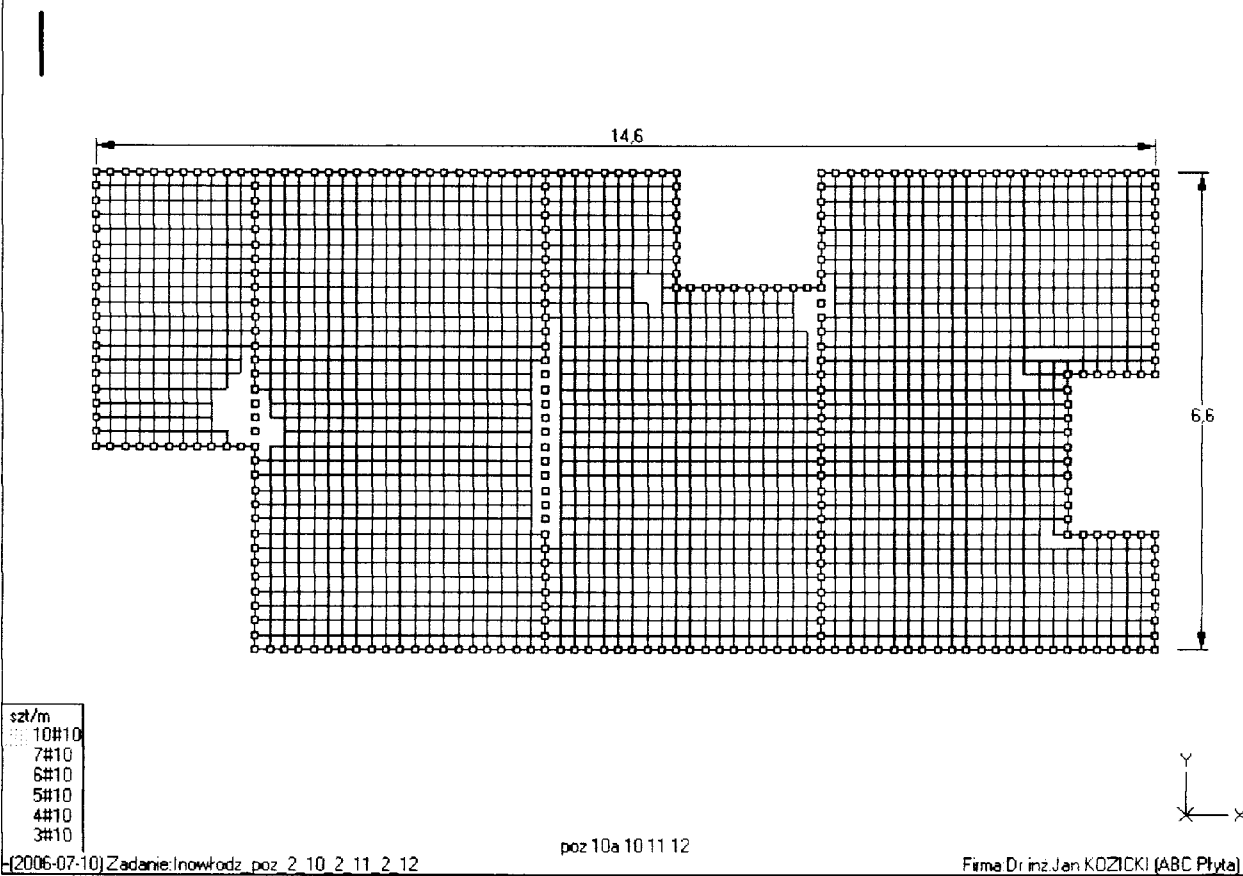 14,6
6,6
szt/m
10#10
7#10
6#10
5#10
4#10
3#10
Y
X
poz 10a 10 11 12
(2006-07-10) Zadanie:Inowłodz_poz_2_10_2_11_2_12
Firma:Dr inż.Jan KOZICKI (ABC Płyta)